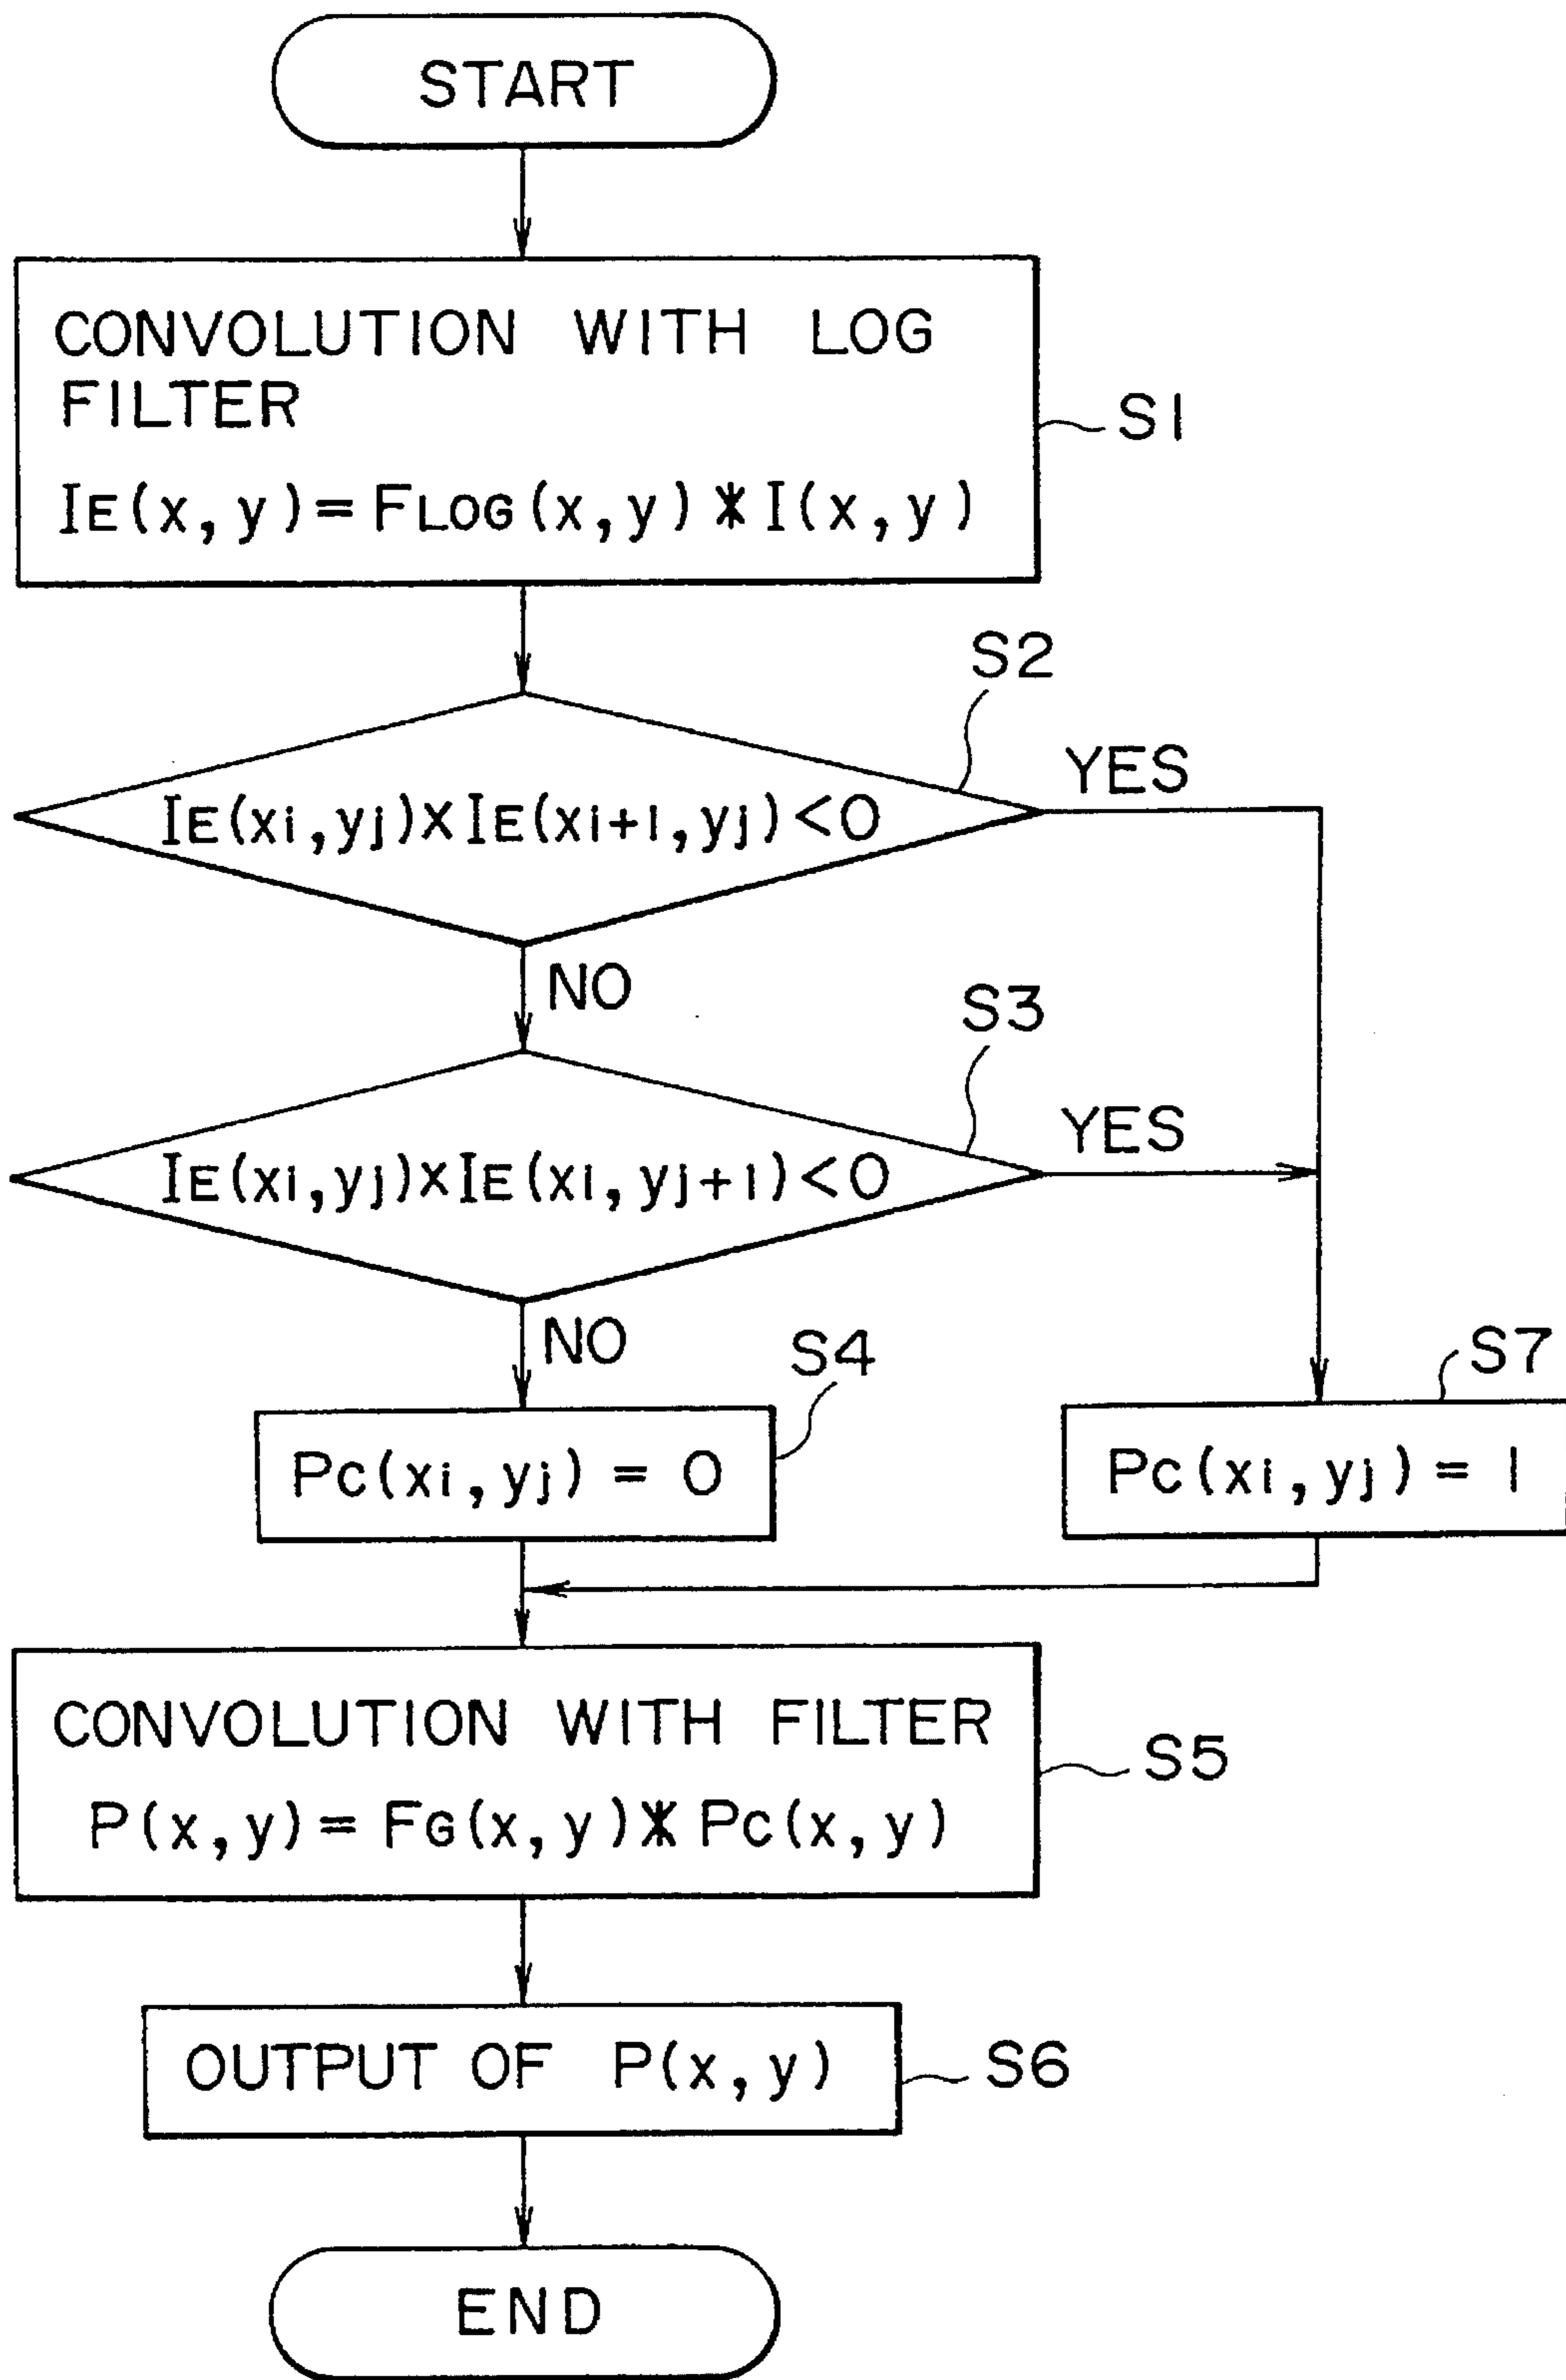 START
CONVOLUTION WITH LOG
FILTER
IE(x,y)=FLOG(x,y)*I(x,y)
S1
S2
IE(xi,yj)×IE(xi+1,yj)<0
YES
NO
S3
IE(xi,yj)×IE(xi,yj+1)<0
YES
NO
S4
S7
Pc(xi,yj) = 0
Pc(xi,yj) = 1
CONVOLUTION WITH FILTER
P(x,y)= FG(x,y)* Pc(x,y)
S5
OUTPUT OF P(x,y)
S6
END